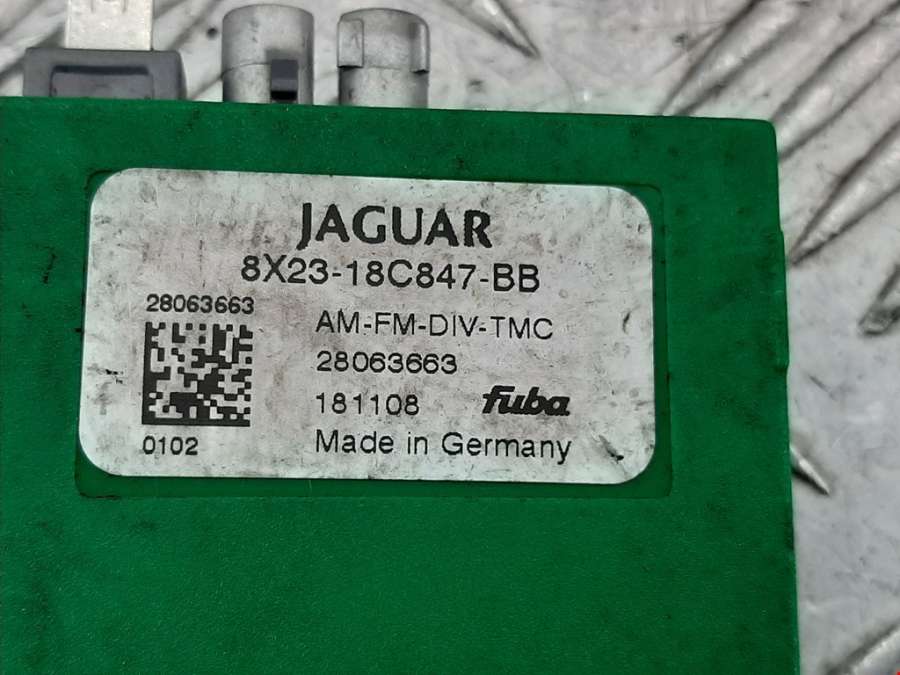 JAGUAR
8X23-18C847-BB
28063663
AM-FM-DIV-TMC
28063663
181108 fuba
0102
Made in Germany